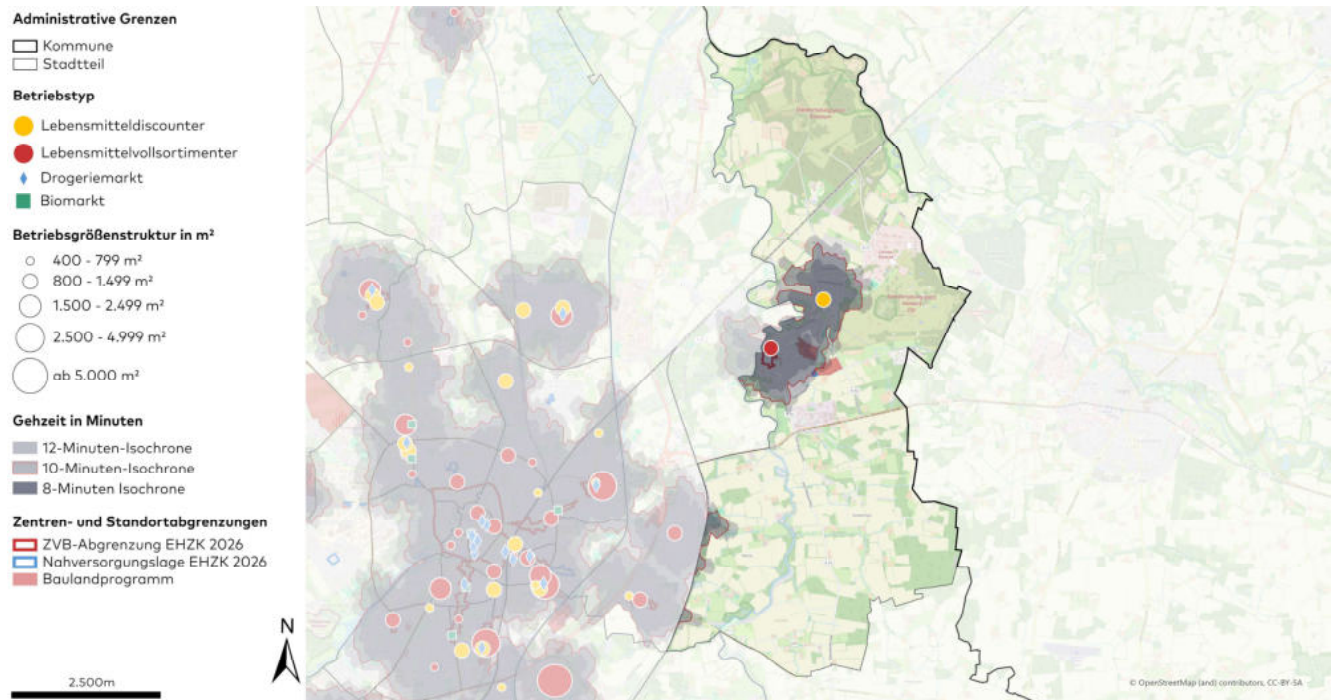 Administrative Grenzen
Kommune
Stadtteil
Betriebstyp
Lebensmitteldiscounter
Lebensmittelvollsortimenter
Drogeriemarkt
Biomarkt
Betriebsgrößenstruktur in m²
400 - 799 m²
800 - 1.499 m²
1.500 - 2.499 m²
2.500 - 4.999 m²
ab 5.000 m²
Gehzeit in Minuten
12-Minuten-Isochrone
10-Minuten-Isochrone
8-Minuten Isochrone
Zentren- und Standortabgrenzungen
ZVB-Abgrenzung EHZK 2026
Nahversorgungslage EHZK 2026
Baulandprogramm
N
2.500m
© OpenStreetMap (and) contributors, CC-BY-SA